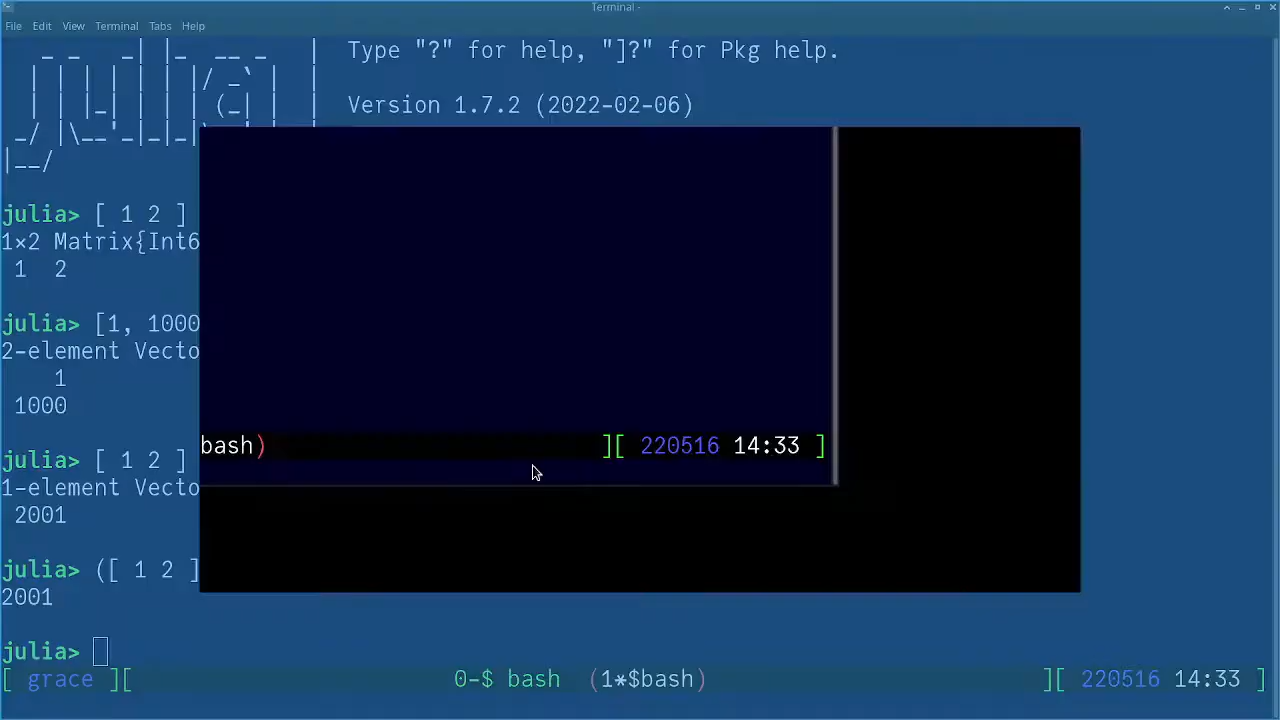 Terminal -
File Edit View Terminal Tabs Help
Type "?" for help, "]?" for Pkg help.
Version 1.7.2 (2022-02-06)
julia> [ 1 2 ]
1×2 Matrix{Int6
1 2
julia> [1, 1000
2-element Vecto
1
1000
julia> [ 1 2 ]
1-element Vecto
2001
julia> ([ 1 2 ]
2001
julia>
bash) ][ 220516 14:33 ]
[ grace ][ 0-$ bash (1*$bash) ][ 220516 14:33 ]